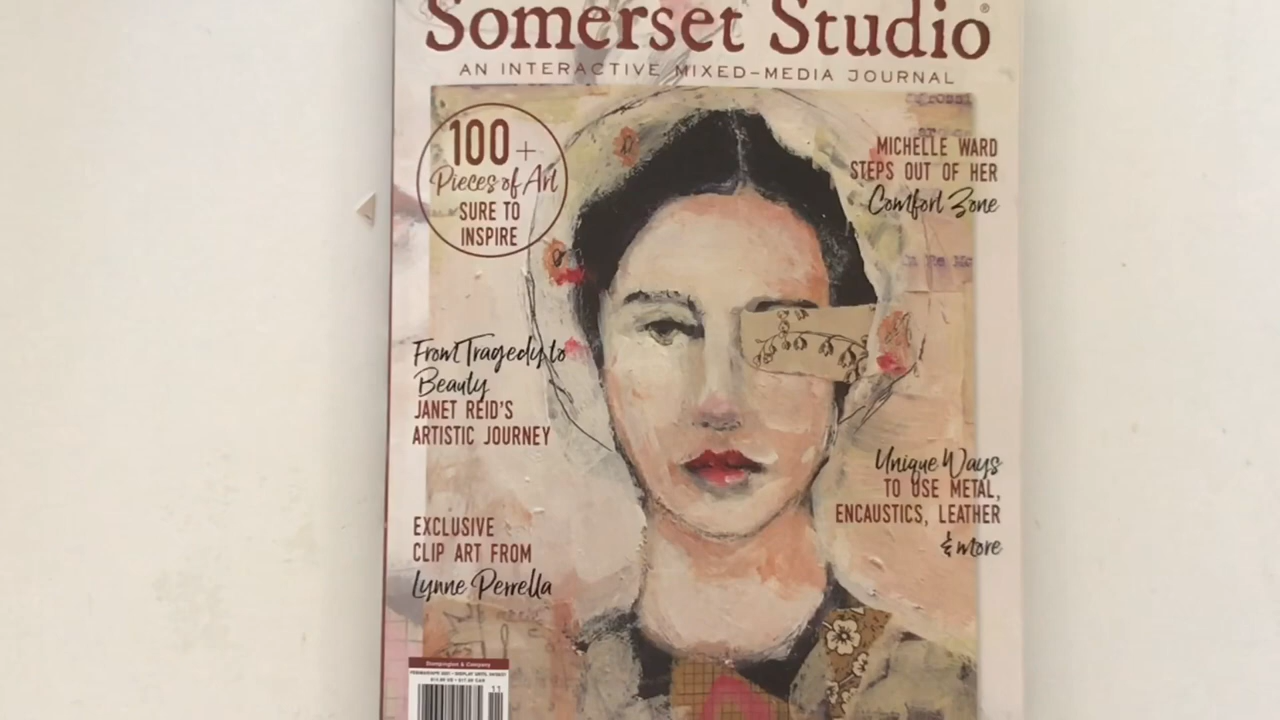 Somerset Studio®
AN INTERACTIVE MIXED-MEDIA JOURNAL
100+
Pieces of Art
SURE TO
INSPIRE
MICHELLE WARD
STEPS OUT OF HER
Comfort Zone
From Tragedy to
Beauty
JANET REID'S
ARTISTIC JOURNEY
Unique Ways
TO USE METAL,
ENCAUSTICS, LEATHER
& more
EXCLUSIVE
CLIP ART FROM
Lynne Perrella
Stampington & Company
11